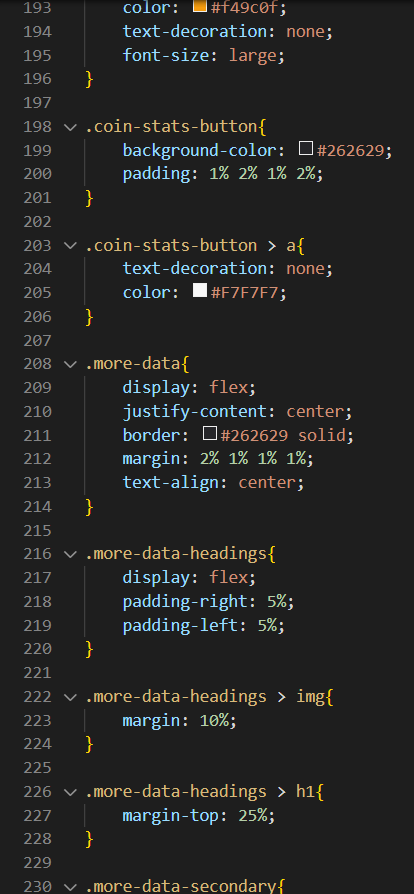 193 color: #f49c0f;
194 text-decoration: none;
195 font-size: large;
196 }
197
198 .coin-stats-button{
199 background-color: #262629;
200 padding: 1% 2% 1% 2%;
201 }
202
203 .coin-stats-button > a{
204 text-decoration: none;
205 color: #F7F7F7;
206 }
207
208 .more-data{
209 display: flex;
210 justify-content: center;
211 border: #262629 solid;
212 margin: 2% 1% 1% 1%;
213 text-align: center;
214 }
215
216 .more-data-headings{
217 display: flex;
218 padding-right: 5%;
219 padding-left: 5%;
220 }
221
222 .more-data-headings > img{
223 margin: 10%;
224 }
225
226 .more-data-headings > h1{
227 margin-top: 25%;
228 }
229
230 .more-data-secondary{